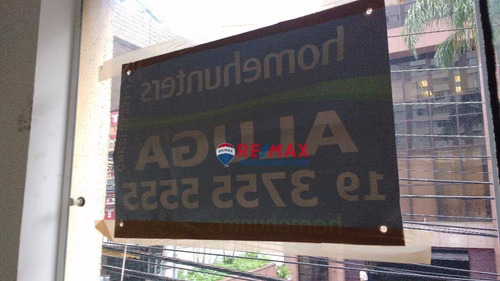 homehunters
ALUGA
RE/MAX
19 3755 5555